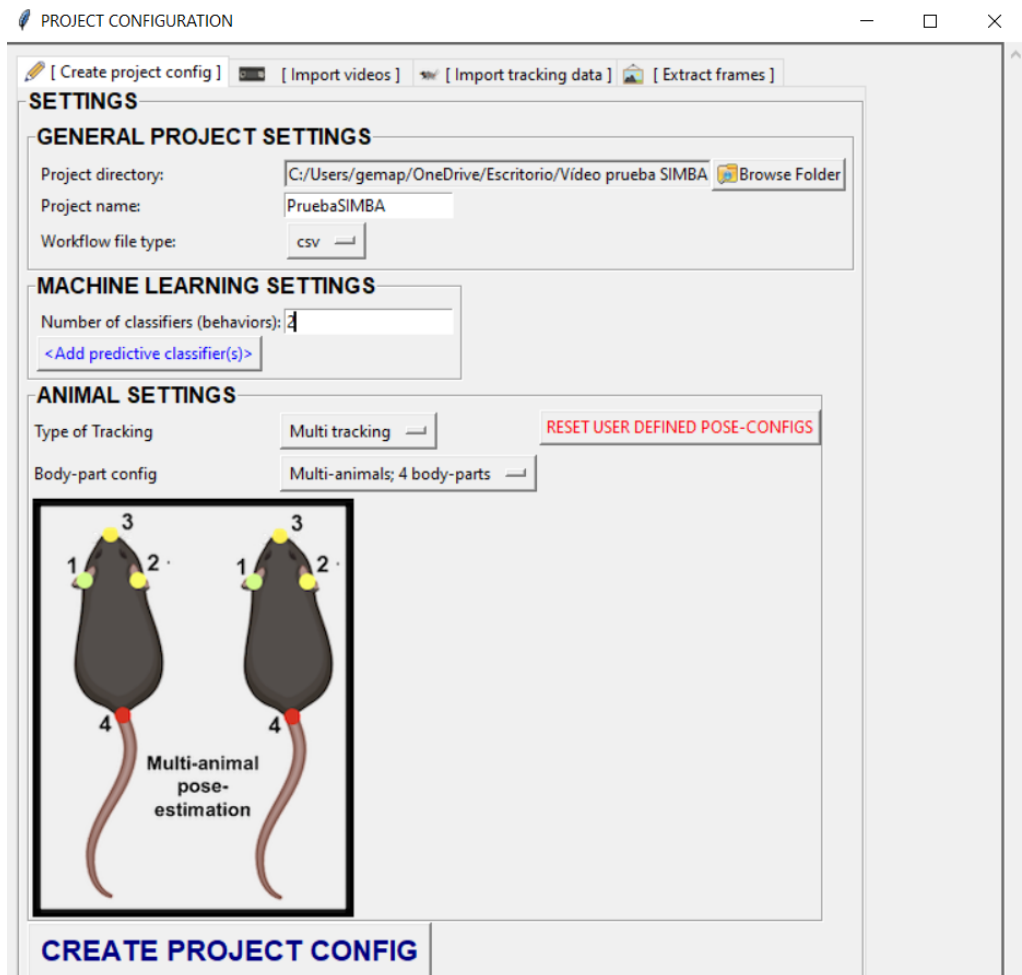 PROJECT CONFIGURATION
[ Create project config ] [ Import videos ] [ Import tracking data ] [ Extract frames ]
SETTINGS
GENERAL PROJECT SETTINGS
Project directory: C:/Users/gemap/OneDrive/Escritorio/Vídeo prueba SIMBA Browse Folder
Project name: PruebaSIMBA
Workflow file type: csv
MACHINE LEARNING SETTINGS
Number of classifiers (behaviors): 2
<Add predictive classifier(s)>
ANIMAL SETTINGS
Type of Tracking Multi tracking RESET USER DEFINED POSE-CONFIGS
Body-part config Multi-animals; 4 body-parts
3 3
1 2 1 2
4 4
Multi-animal
pose-
estimation
CREATE PROJECT CONFIG